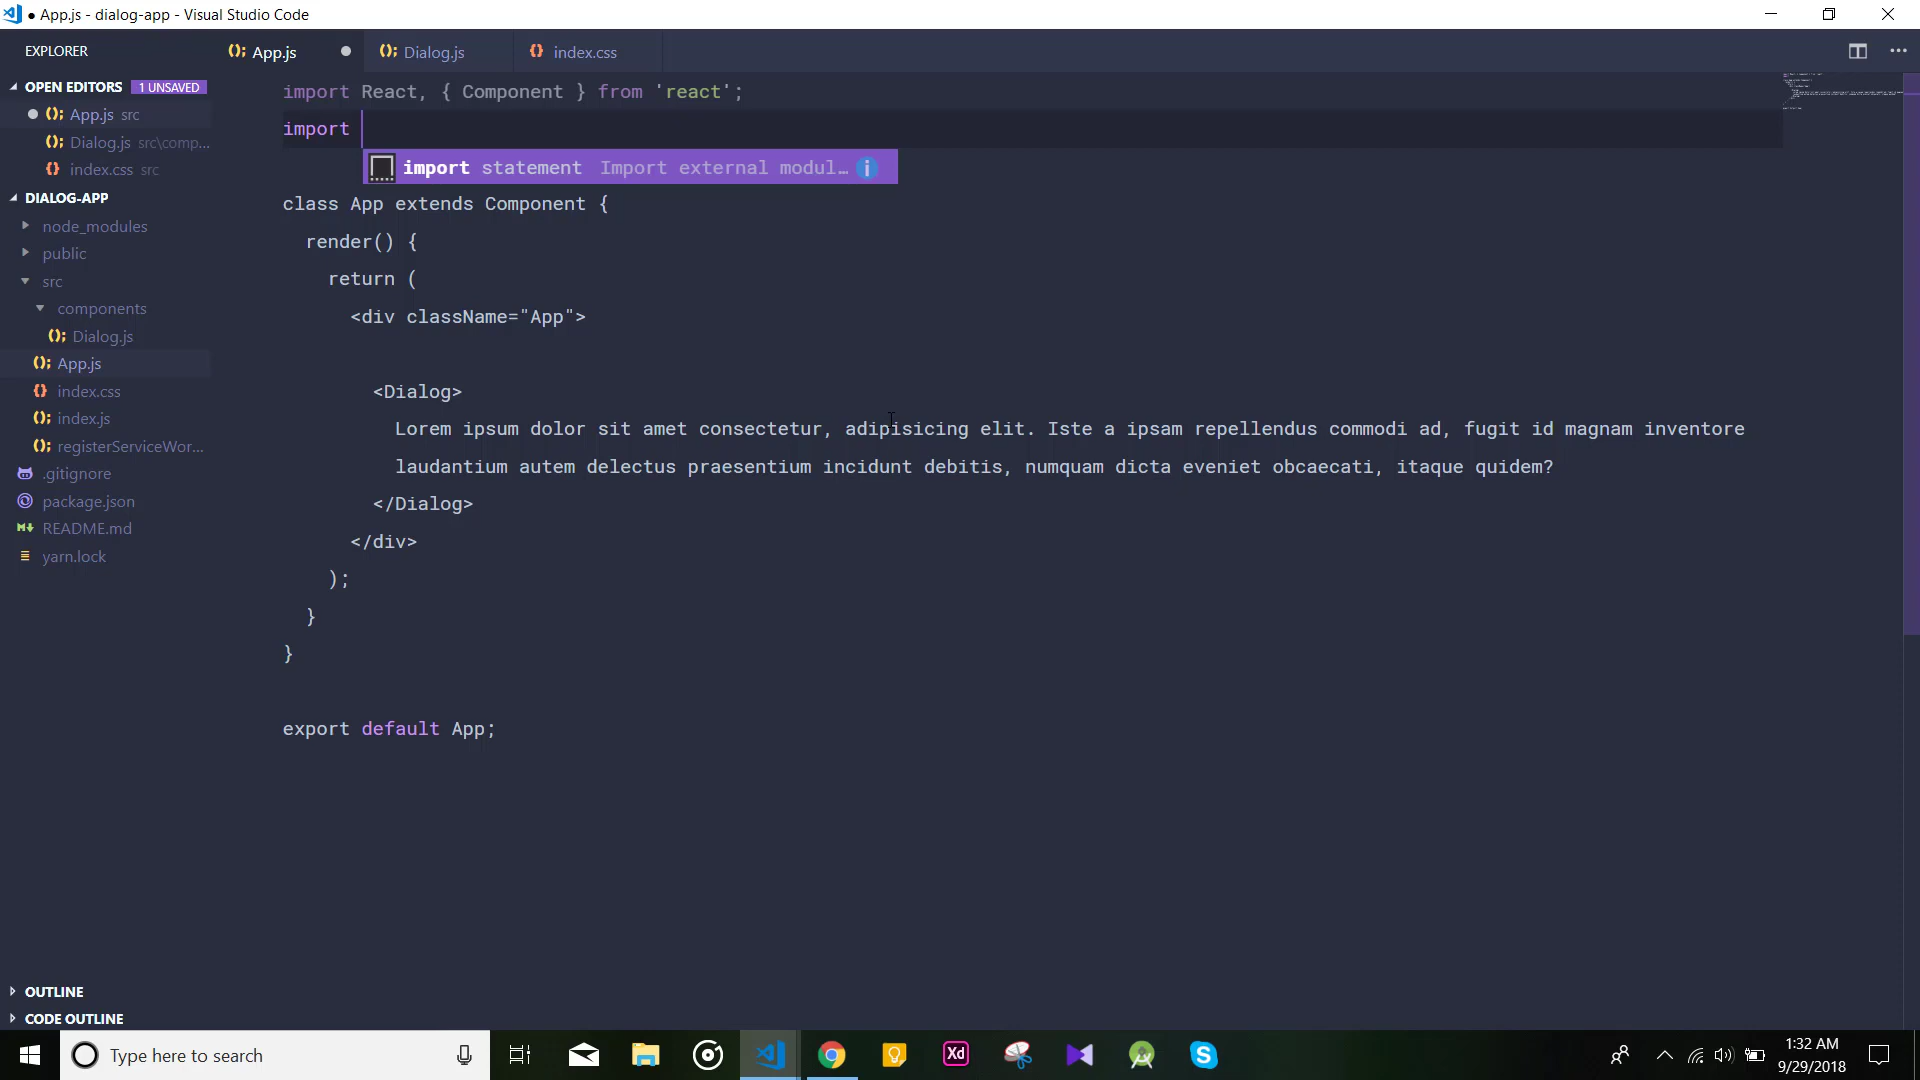 ● App.js - dialog-app - Visual Studio Code
EXPLORER
OPEN EDITORS 1 UNSAVED
App.js src
Dialog.js src\comp...
index.css src
DIALOG-APP
node_modules
public
src
components
Dialog.js
App.js
index.css
index.js
registerServiceWor...
.gitignore
package.json
README.md
yarn.lock
OUTLINE
CODE OUTLINE
App.js Dialog.js index.css
import React, { Component } from 'react';
import
import statement Import external modul…
class App extends Component {
render() {
return (
<div className="App">
<Dialog>
Lorem ipsum dolor sit amet consectetur, adipisicing elit. Iste a ipsam repellendus commodi ad, fugit id magnam inventore
laudantium autem delectus praesentium incidunt debitis, numquam dicta eveniet obcaecati, itaque quidem?
</Dialog>
</div>
);
}
}
export default App;
Type here to search
Xd
1:32 AM
9/29/2018